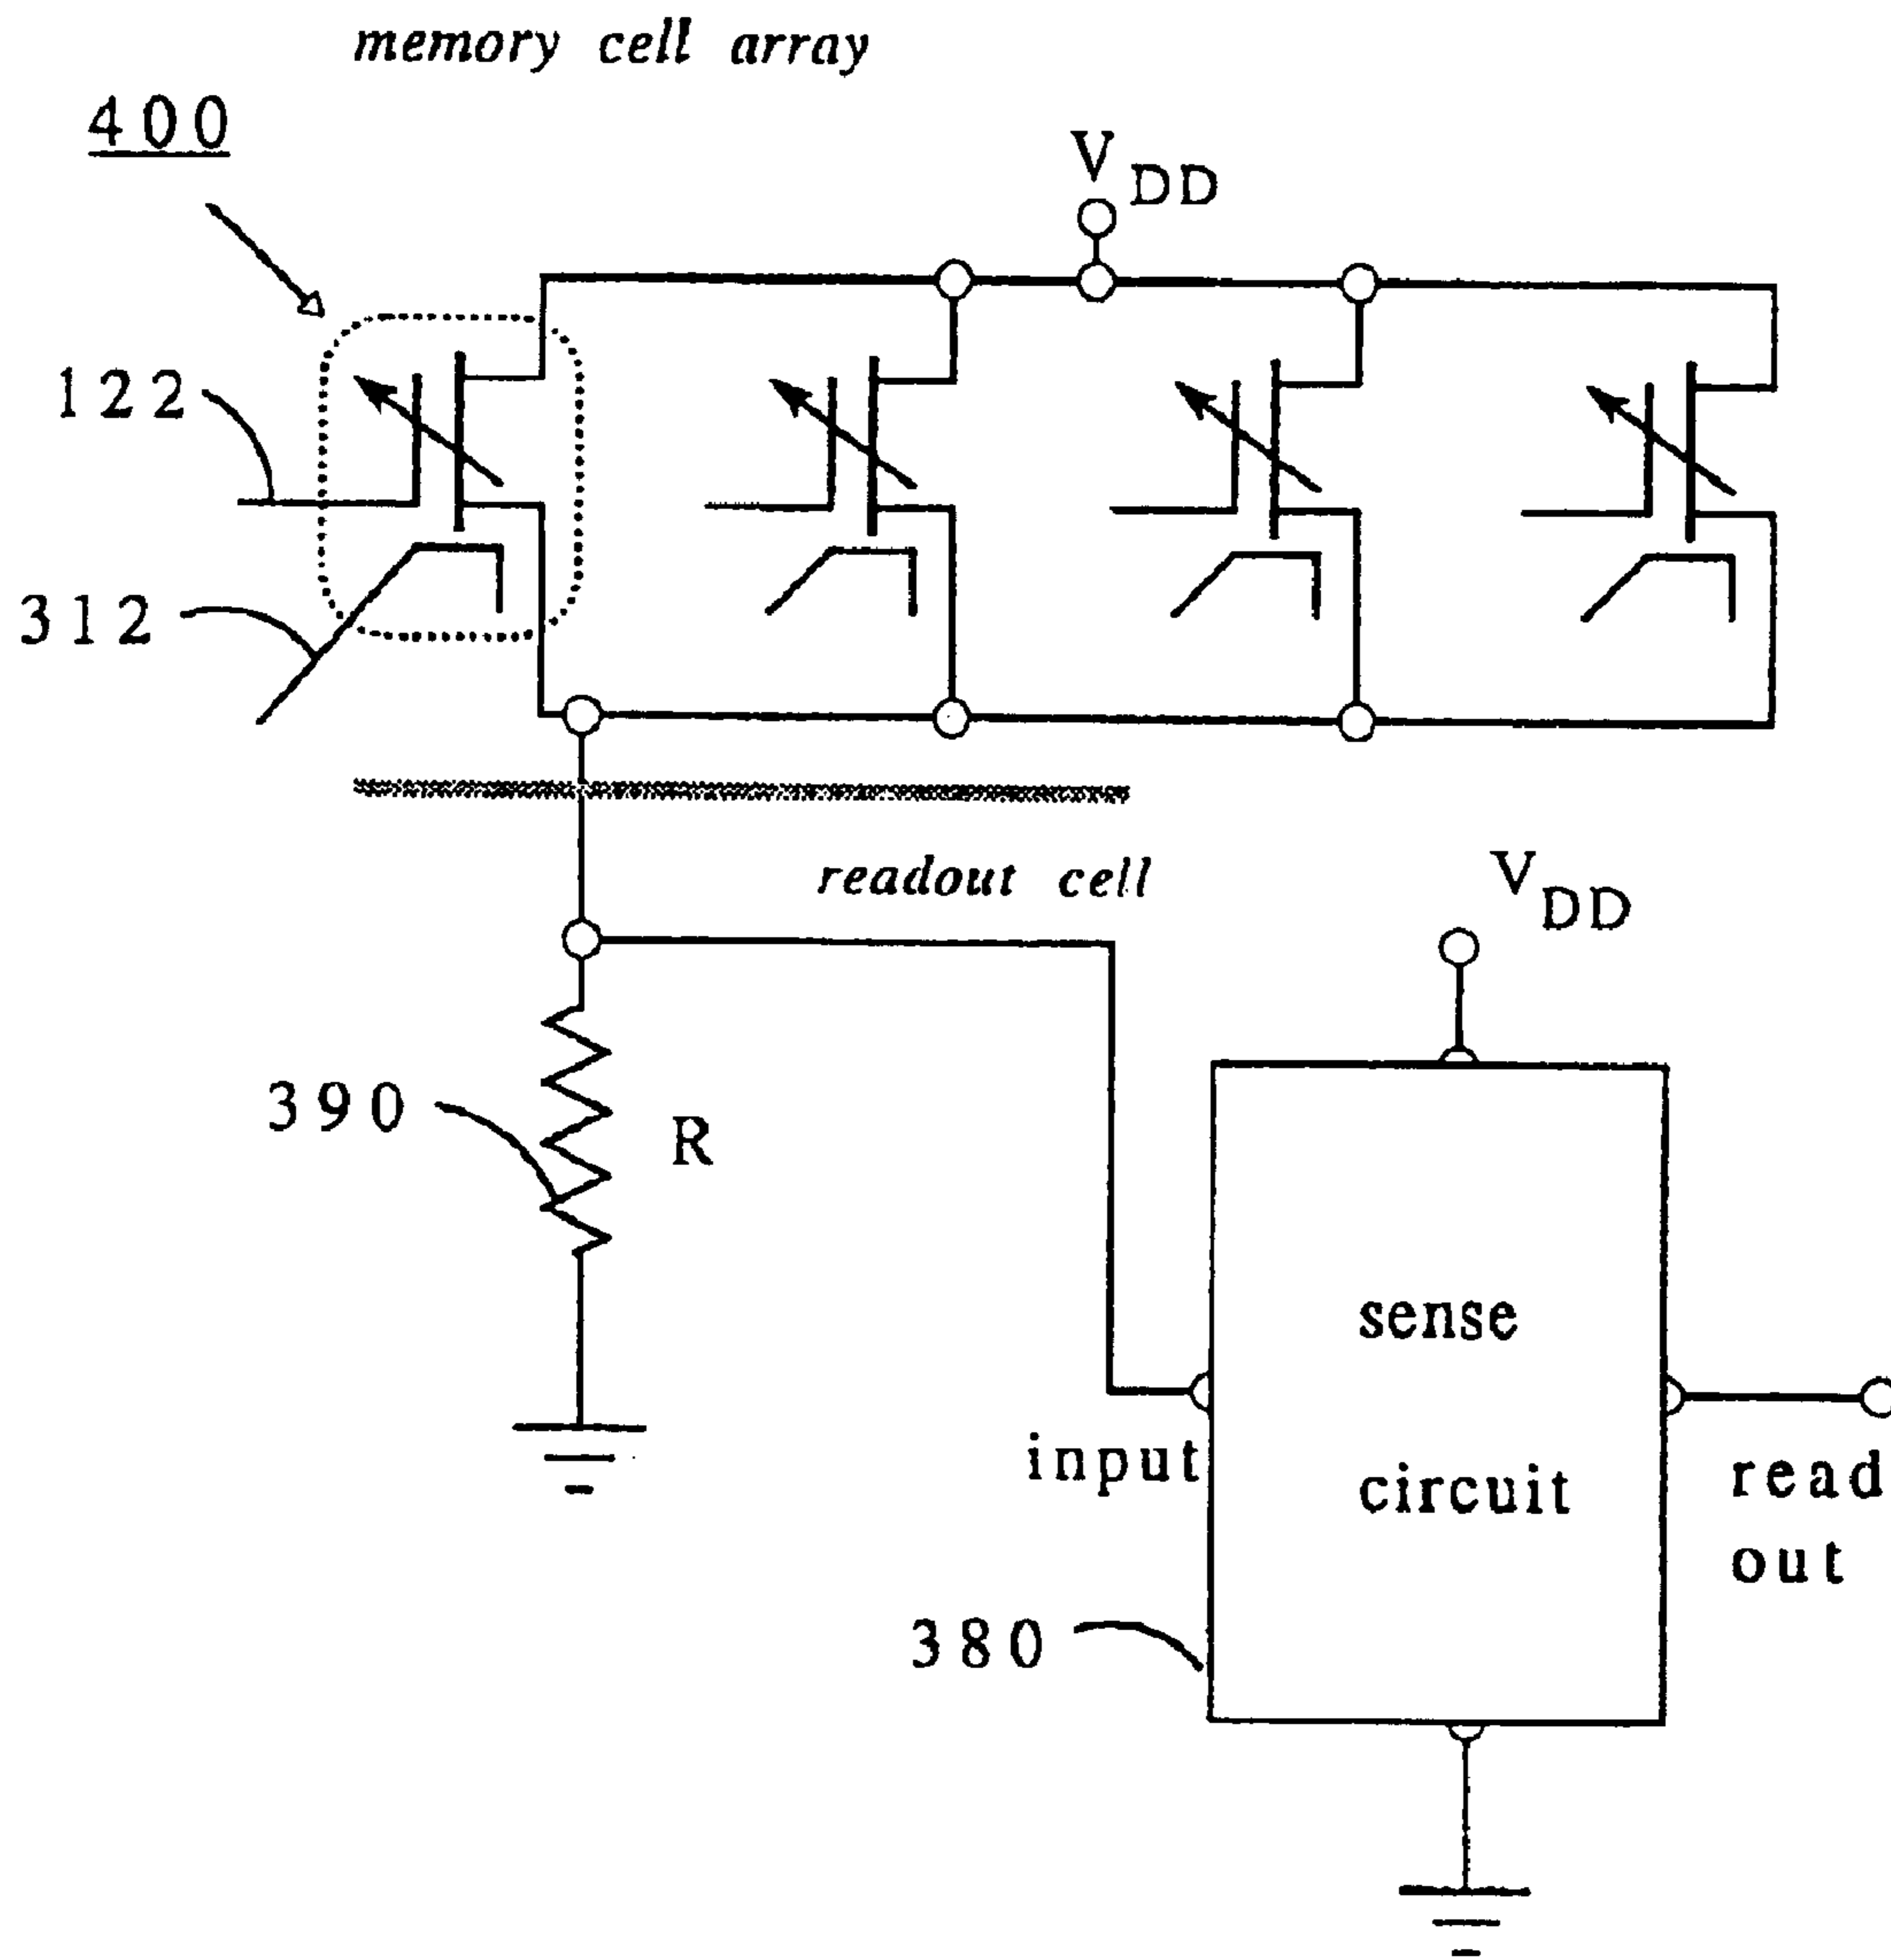 memory cell array
400
V DD
122
312
readout cell
V DD
390
R
sense
circuit
input
read
out
380